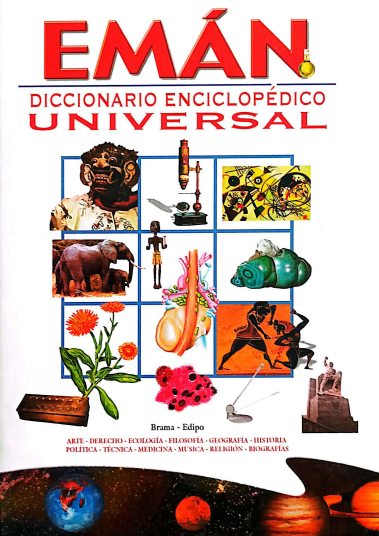 EMÁN
DICCIONARIO ENCICLOPÉDICO
UNIVERSAL
Brama - Edipo
ARTE - DERECHO - ECOLOGÍA - FILOSOFÍA - GEOGRAFÍA - HISTORIA
POLÍTICA - TÉCNICA - MEDICINA - MÚSICA - RELIGIÓN - BIOGRAFÍAS